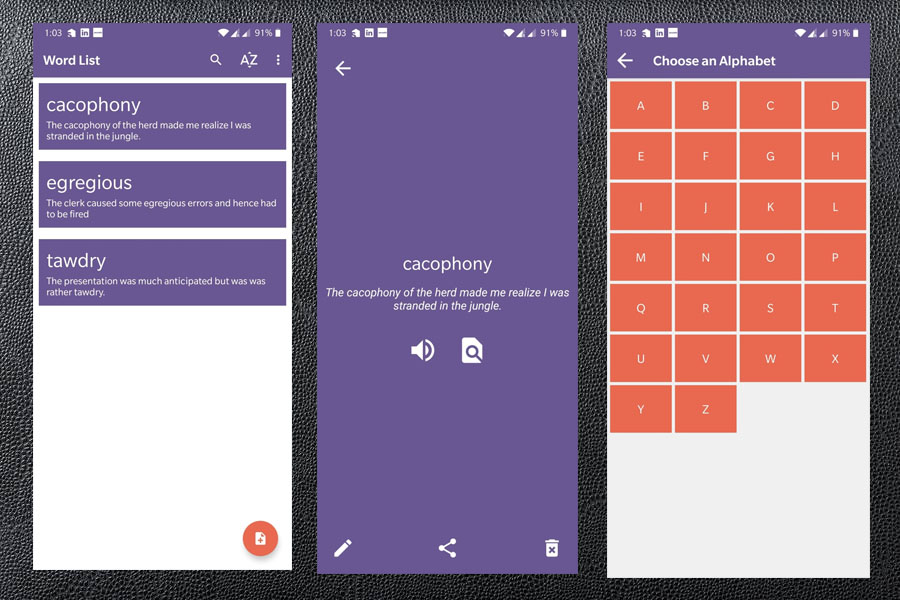 1:03
in
91%
Word List
AZ
cacophony
The cacophony of the herd made me realize I was
stranded in the jungle.
egregious
The clerk caused some egregious errors and hence had
to be fired
tawdry
The presentation was much anticipated but was was
rather tawdry.
1:03
in
91%
cacophony
The cacophony of the herd made me realize I was
stranded in the jungle.
1:03
in
91%
Choose an Alphabet
A B C D
E F G H
I J K L
M N O P
Q R S T
U V W X
Y Z